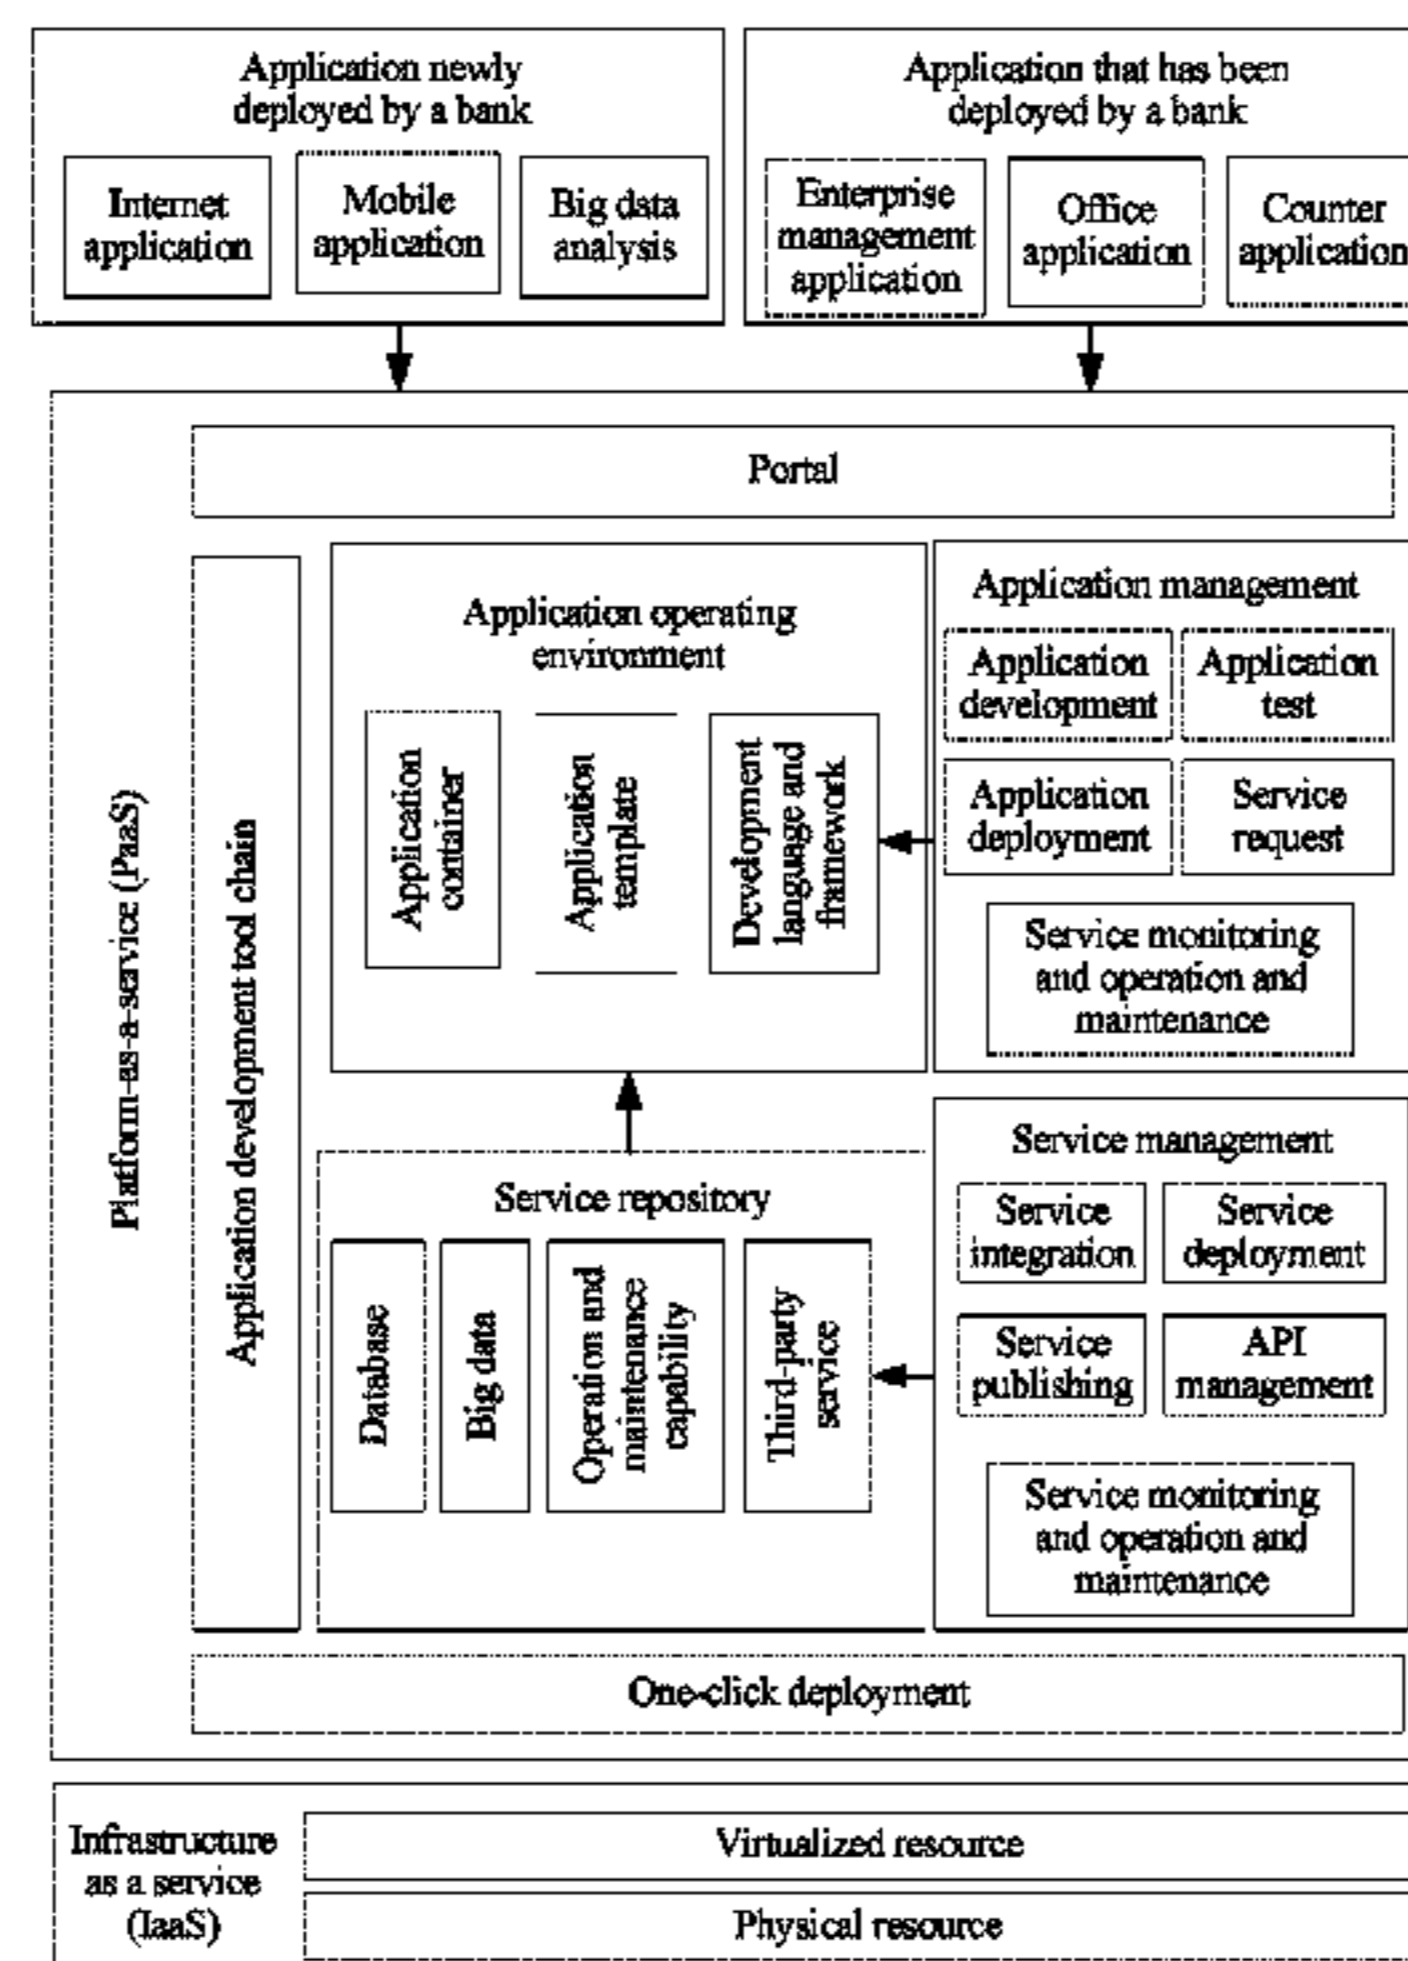 Application newly
deployed by a bank
Internet
application
Mobile
application
Big data
analysis
Application that has been
deployed by a bank
Enterprise
management
application
Office
application
Counter
application
Platform-as-a-service (PaaS)
Portal
Application development tool chain
Application operating
environment
Application
container
Application
template
Development
language and
framework
Application management
Application
development
Application
test
Application
deployment
Service
request
Service monitoring
and operation and
maintenance
Service repository
Database
Big data
Operation and
maintenance
capability
Third-party
service
Service management
Service
integration
Service
deployment
Service
publishing
API
management
Service monitoring
and operation and
maintenance
One-click deployment
Infrastructure
as a service
(IaaS)
Virtualized resource
Physical resource